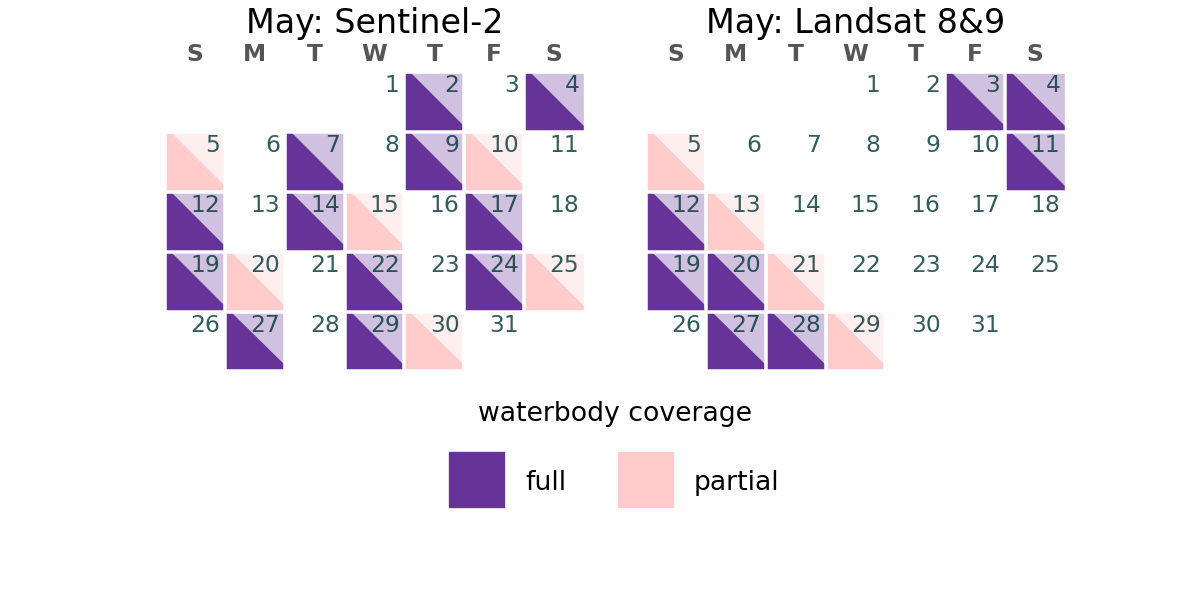 May: Sentinel-2
S M T W T F S
1 2 3 4
5 6 7 8 9 10 11
12 13 14 15 16 17 18
19 20 21 22 23 24 25
26 27 28 29 30 31
May: Landsat 8&9
S M T W T F S
1 2 3 4
5 6 7 8 9 10 11
12 13 14 15 16 17 18
19 20 21 22 23 24 25
26 27 28 29 30 31
waterbody coverage
full partial